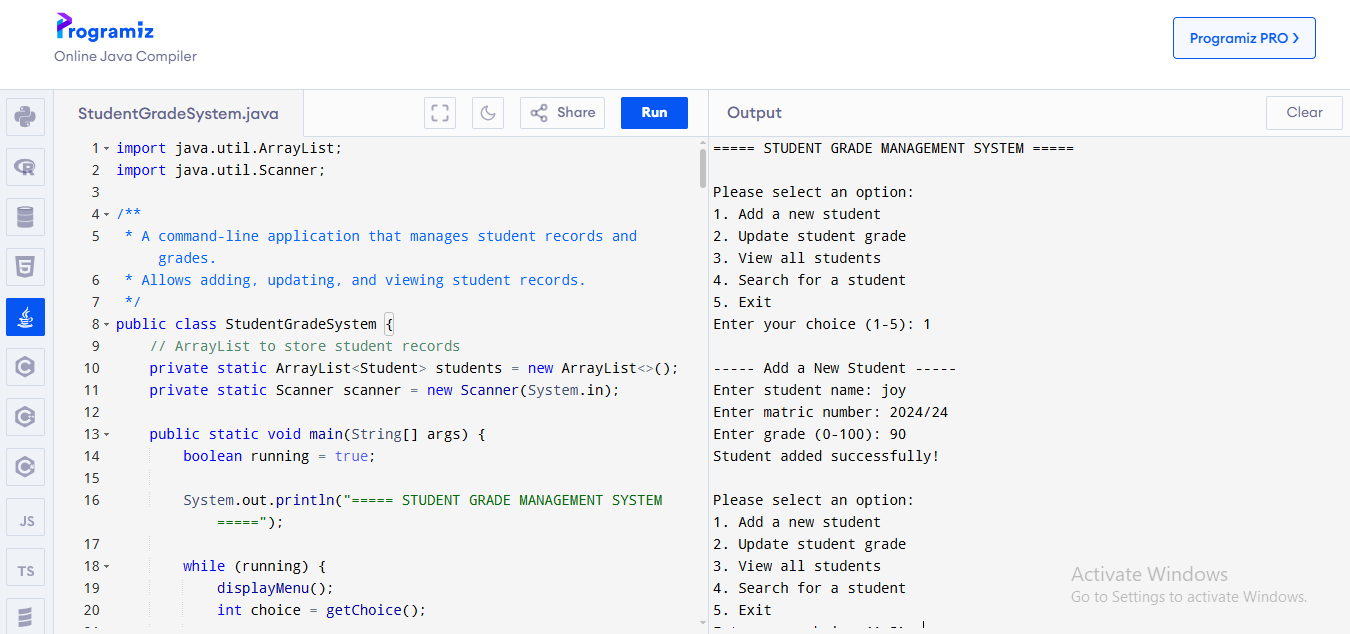 Programiz
Online Java Compiler
Programiz PRO
StudentGradeSystem.java
Share
Run
Output
Clear
1 import java.util.ArrayList;
2 import java.util.Scanner;
3
4 /**
5 * A command-line application that manages student records and
grades.
6 * Allows adding, updating, and viewing student records.
7 */
8 public class StudentGradeSystem {
9 // ArrayList to store student records
10 private static ArrayList<Student> students = new ArrayList<>();
11 private static Scanner scanner = new Scanner(System.in);
12
13 public static void main(String[] args) {
14 boolean running = true;
15
16 System.out.println("===== STUDENT GRADE MANAGEMENT SYSTEM
=====");
17
18 while (running) {
19 displayMenu();
20 int choice = getChoice();
===== STUDENT GRADE MANAGEMENT SYSTEM =====
Please select an option:
1. Add a new student
2. Update student grade
3. View all students
4. Search for a student
5. Exit
Enter your choice (1-5): 1
----- Add a New Student -----
Enter student name: joy
Enter matric number: 2024/24
Enter grade (0-100): 90
Student added successfully!
Please select an option:
1. Add a new student
2. Update student grade
3. View all students
4. Search for a student
5. Exit
JS
TS
Activate Windows
Go to Settings to activate Windows.